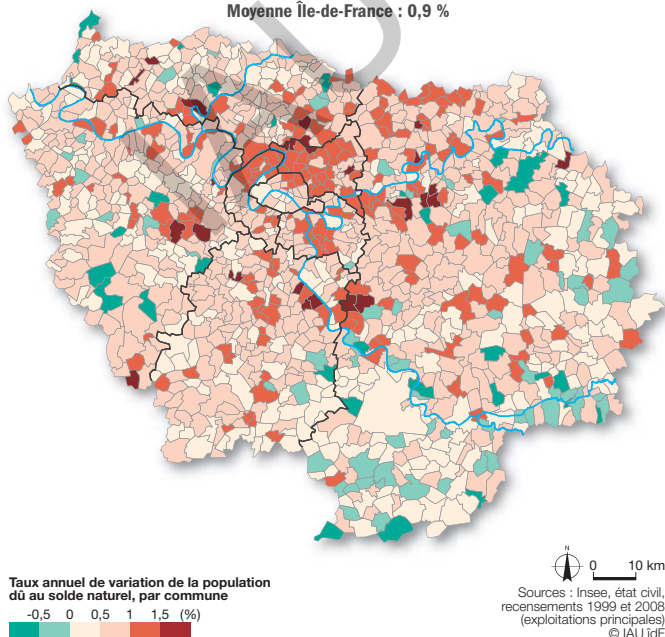 Moyenne Île-de-France : 0,9 %
Taux annuel de variation de la population
dû au solde naturel, par commune
-0,5 0 0,5 1 1,5 (%)
N
0 10 km
Sources : Insee, état civil,
recensements 1999 et 2008
(exploitations principales)
© IAU îdF